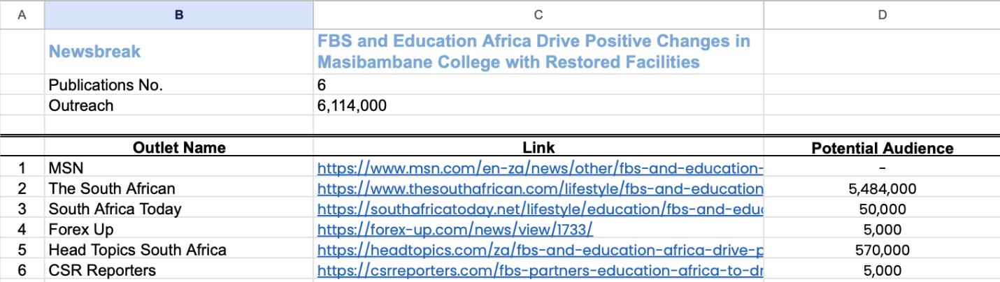 A B C D
Newsbreak FBS and Education Africa Drive Positive Changes in
Masibambane College with Restored Facilities
Publications No. 6
Outreach 6,114,000
Outlet Name Link Potential Audience
1 MSN https://www.msn.com/en-za/news/other/fbs-and-education- -
2 The South African https://www.thesouthafrican.com/lifestyle/fbs-and-education 5,484,000
3 South Africa Today https://southafricatoday.net/lifestyle/education/fbs-and-edu 50,000
4 Forex Up https://forex-up.com/news/view/1733/ 5,000
5 Head Topics South Africa https://headtopics.com/za/fbs-and-education-africa-drive-p 570,000
6 CSR Reporters https://csrreporters.com/fbs-partners-education-africa-to-dr 5,000